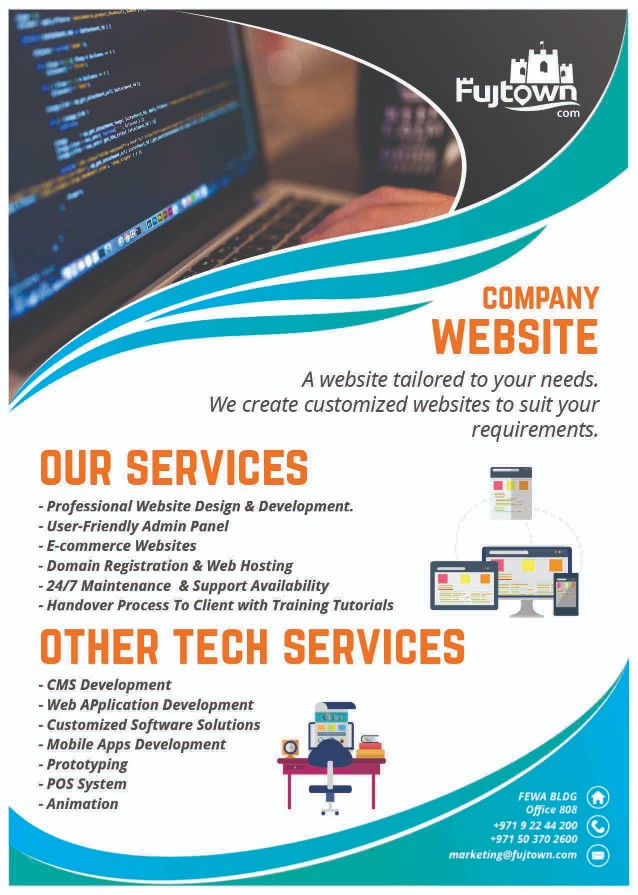 Fujtown
com
COMPANY
WEBSITE
A website tailored to your needs.
We create customized websites to suit your
requirements.
OUR SERVICES
- Professional Website Design & Development.
- User-Friendly Admin Panel
- E-commerce Websites
- Domain Registration & Web Hosting
- 24/7 Maintenance & Support Availability
- Handover Process To Client with Training Tutorials
OTHER TECH SERVICES
- CMS Development
- Web APplication Development
- Customized Software Solutions
- Mobile Apps Development
- Prototyping
- POS System
- Animation
FEWA BLDG
Office 808
+971 9 22 44 200
+971 50 370 2600
marketing@fujtown.com